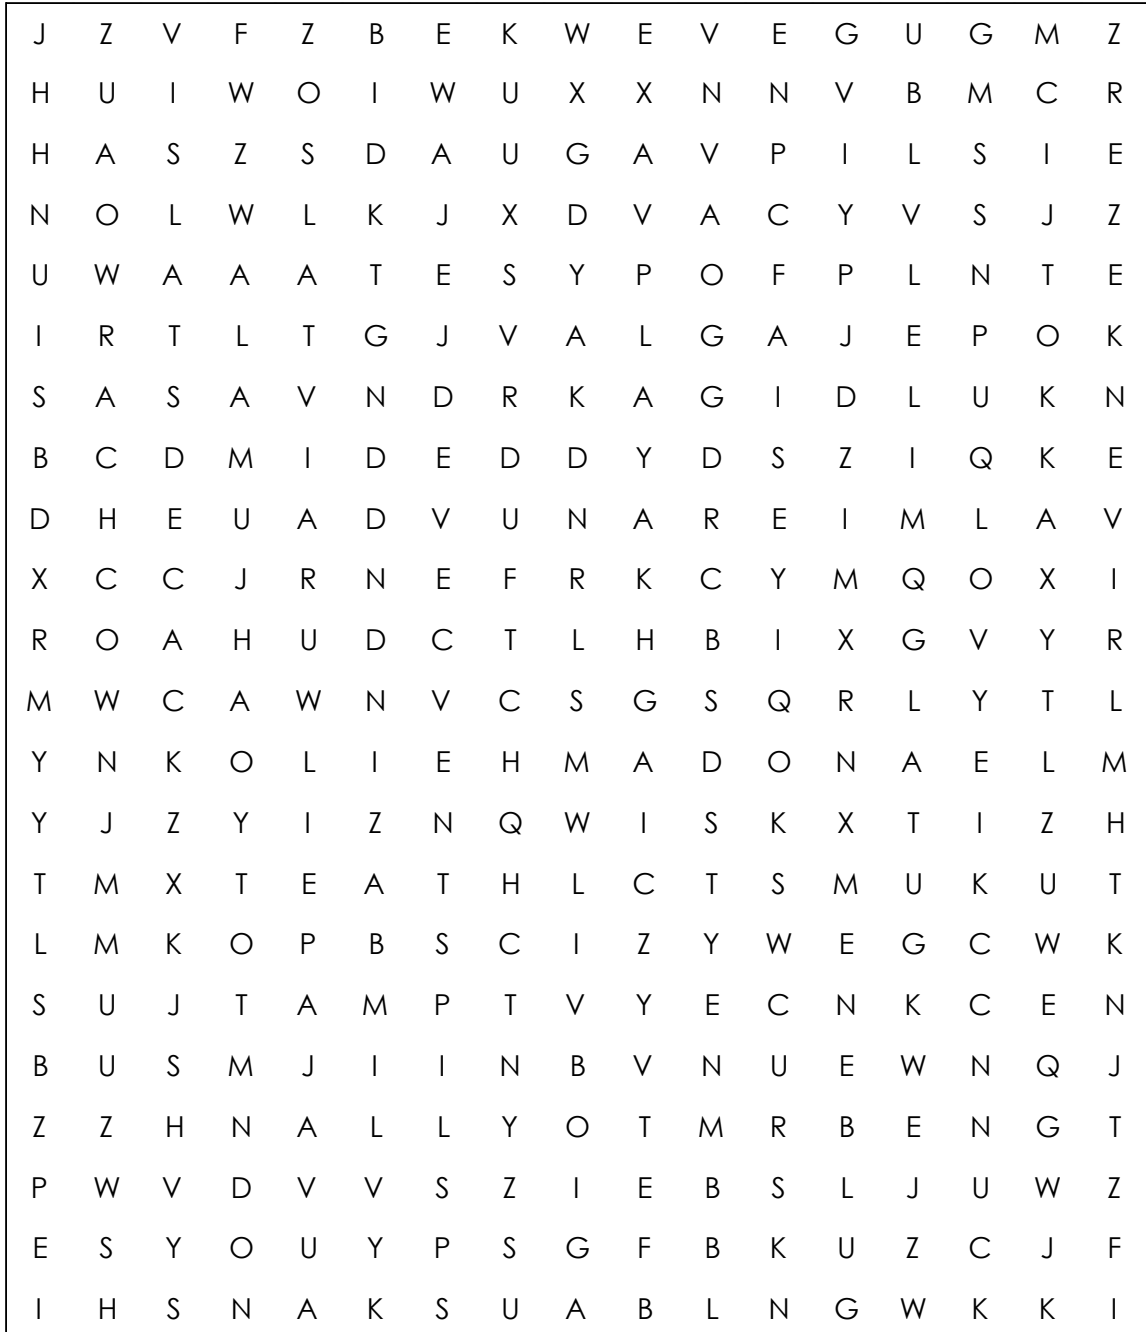 J Z V F Z B E K W E V E G U G M Z
H U I W O I W U X X N N V B M C R
H A S Z S D A U G A V P I L S I E
N O L W L K J X D V A C Y V S J Z
U W A A A T E S Y P O F P L N T E
I R T L T G J V A L G A J E P O K
S A S A V N D R K A G I D L U K N
B C D M I D E D D Y D S Z I Q K E
D H E U A D V U N A R E I M L A V
X C C J R N E F R K C Y M Q O X I
R O A H U D C T L H B I X G V Y R
M W C A W N V C S G S Q R L Y T L
Y N K O L I E H M A D O N A E L M
Y J Z Y I Z N Q W I S K X T I Z H
T M X T E A T H L C T S M U K U T
L M K O P B S C I Z Y W E G C W K
S U J T A M P T V Y E C N K C E N
B U S M J I I N B V N U E W N Q J
Z Z H N A L L Y O T M R B E N G T
P W V D V V S Z I E B S L J U W Z
E S Y O U Y P S G F B K U Z C J F
I H S N A K S U A B L N G W K K I